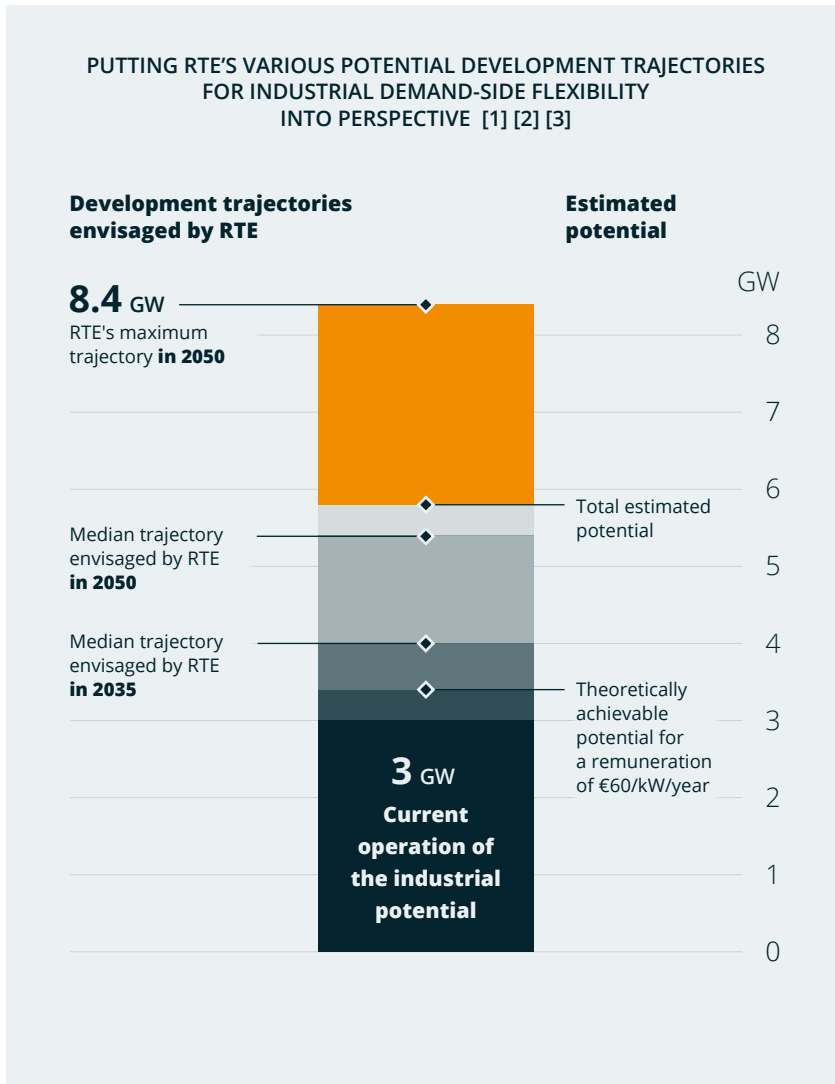 PUTTING RTE’S VARIOUS POTENTIAL DEVELOPMENT TRAJECTORIES
FOR INDUSTRIAL DEMAND-SIDE FLEXIBILITY
INTO PERSPECTIVE [1] [2] [3]
Development trajectories
envisaged by RTE
Estimated
potential
GW
8.4 GW
RTE's maximum
trajectory in 2050
8
7
6
Total estimated
potential
Median trajectory
envisaged by RTE
in 2050
5
Median trajectory
envisaged by RTE
in 2035
4
Theoretically
achievable
potential for
a remuneration
of €60/kW/year
3
3 GW
Current
operation of
the industrial
potential
2
1
0